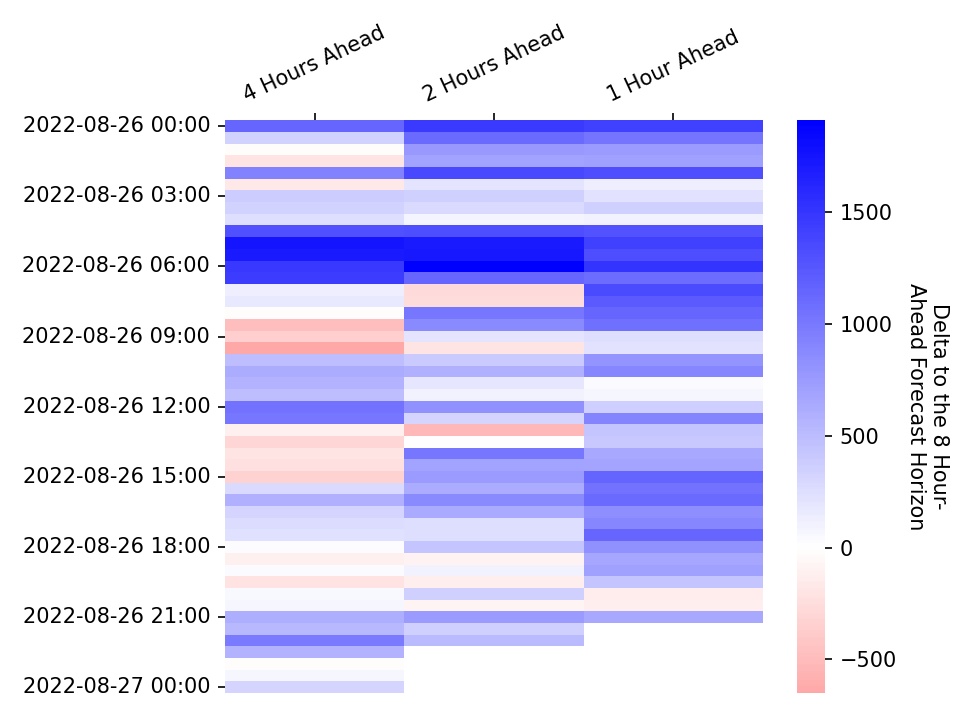 4 Hours Ahead
2 Hours Ahead
1 Hour Ahead
2022-08-26 00:00
2022-08-26 03:00
2022-08-26 06:00
2022-08-26 09:00
2022-08-26 12:00
2022-08-26 15:00
2022-08-26 18:00
2022-08-26 21:00
2022-08-27 00:00
1500
1000
500
0
−500
Delta to the 8 Hour-
Ahead Forecast Horizon